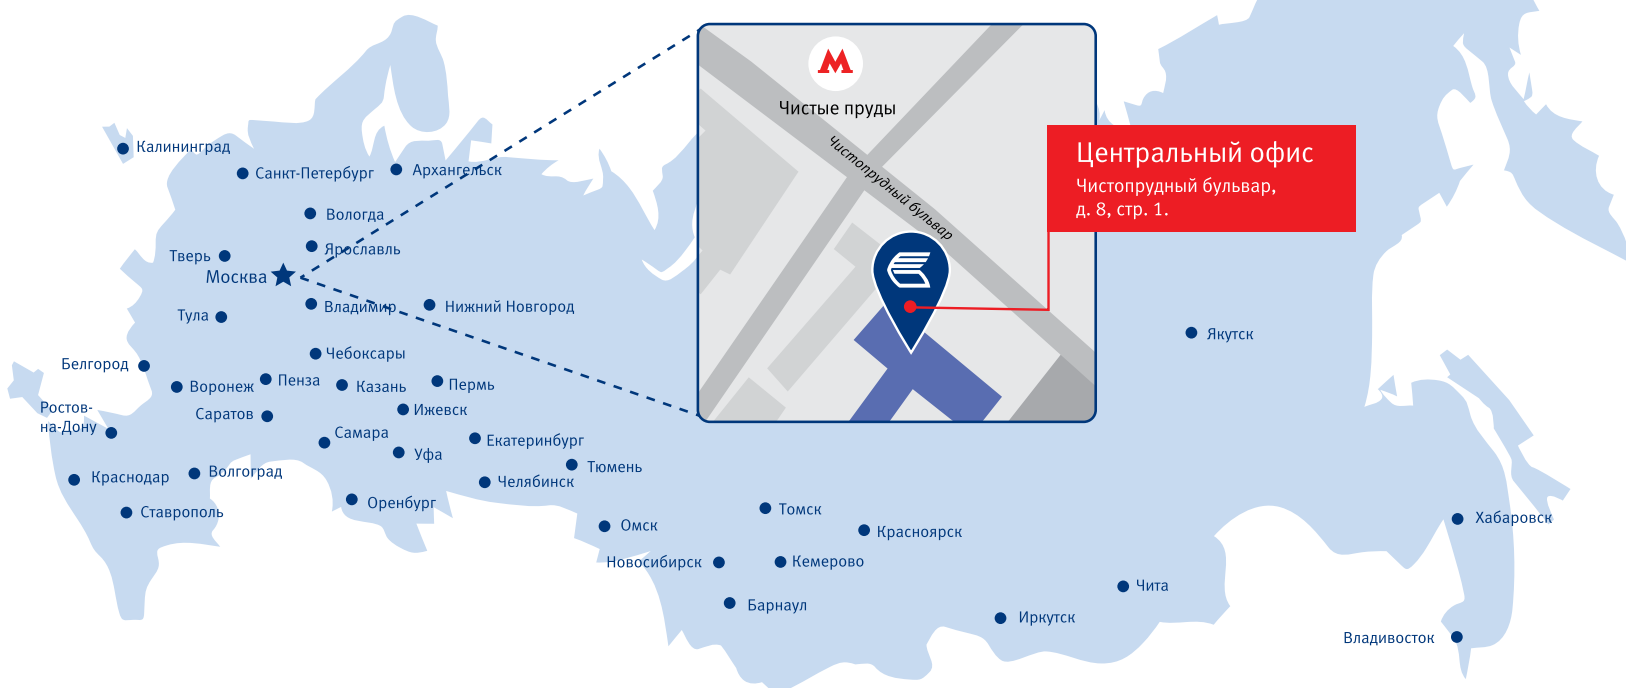 М
Чистые пруды
Чистопрудный бульвар
Центральный офис
Чистопрудный бульвар,
д. 8, стр. 1.
Калининград
Санкт-Петербург
Архангельск
Вологда
Ярославль
Тверь
Москва
Владимир
Нижний Новгород
Тула
Якутск
Чебоксары
Белгород
Воронеж
Пенза
Казань
Пермь
Ростов-
на-Дону
Саратов
Ижевск
Самара
Уфа
Екатеринбург
Тюмень
Краснодар
Волгоград
Челябинск
Ставрополь
Оренбург
Омск
Томск
Красноярск
Хабаровск
Новосибирск
Кемерово
Барнаул
Чита
Иркутск
Владивосток